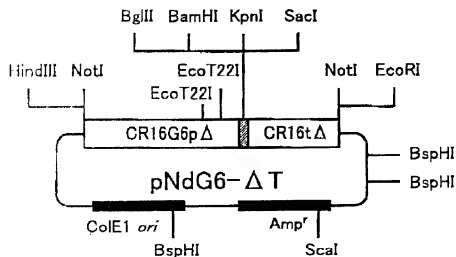 BglII BamHI KpnI SacI
HindIII NotI EcoT22I NotI EcoRI
EcoT22I
CR16G6pΔ CR16tΔ
BspHI
pNdG6-ΔT
BspHI
ColE1 ori Ampʳ
BspHI ScaI